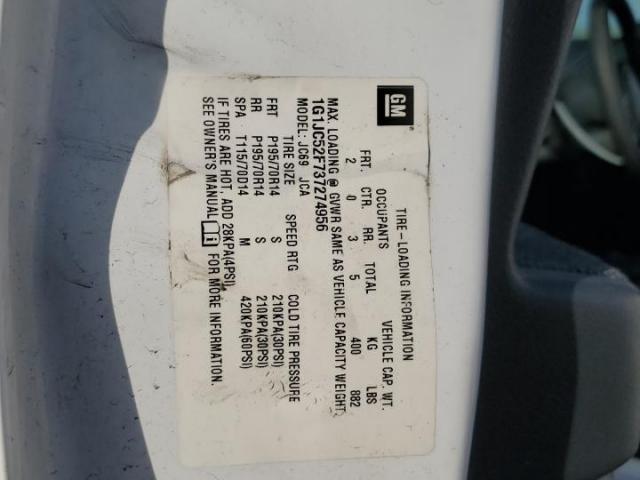 GM
TIRE-LOADING INFORMATION
OCCUPANTS VEHICLE CAP. WT.
FRT. CTR. RR. TOTAL KG LBS
2 0 3 5 400 882
MAX. LOADING @ GVWR SAME AS VEHICLE CAPACITY WEIGHT
1G1JC52F737274956
MODEL: JC69 JCA
TIRE SIZE SPEED RTG COLD TIRE PRESSURE
FRT P195/70R14 S 210KPA(30PSI)
RR P195/70R14 S 210KPA(30PSI)
SPA T115/70D14 M 420KPA(60PSI)
IF TIRES ARE HOT, ADD 28KPA(4PSI)
SEE OWNER'S MANUAL FOR MORE INFORMATION.